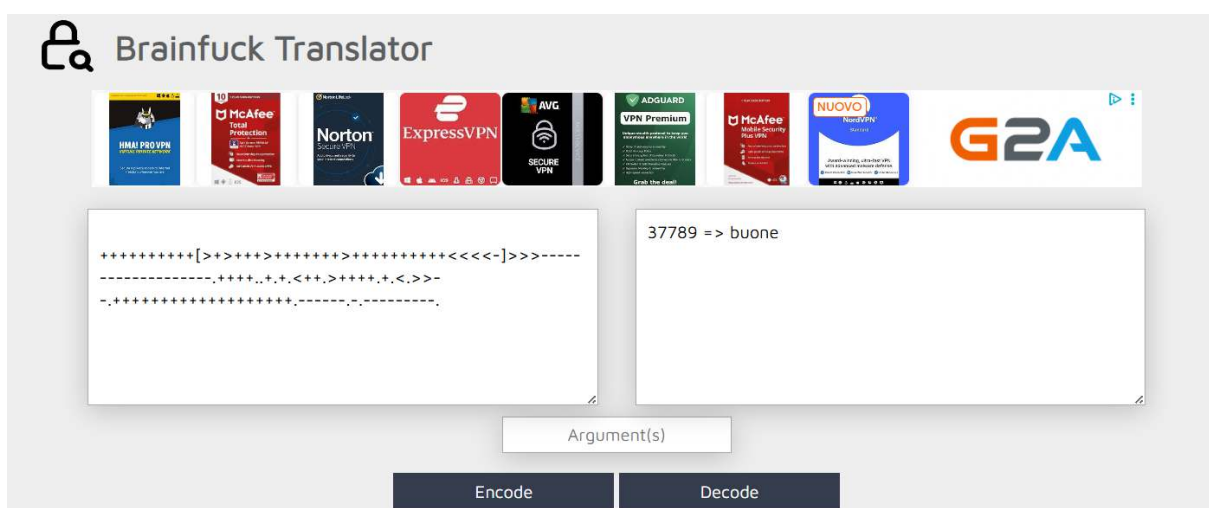 Brainfuck Translator
HMA! PRO VPN
10
McAfee
Total
Protection
Norton
Secure VPN
ExpressVPN
AVG
SECURE
VPN
ADGUARD
VPN Premium
Grab the deal!
McAfee
Mobile Security
Plus VPN
NUOVO
NordVPN
G2A
++++++++++[>+>+++>+++++++>++++++++++<<<<-]>>>-----
--------------.++++..+.+.<++.>++++.+.<.>>-
-.+++++++++++++++++++.------.-.---------.
37789 => buone
Argument(s)
Encode
Decode